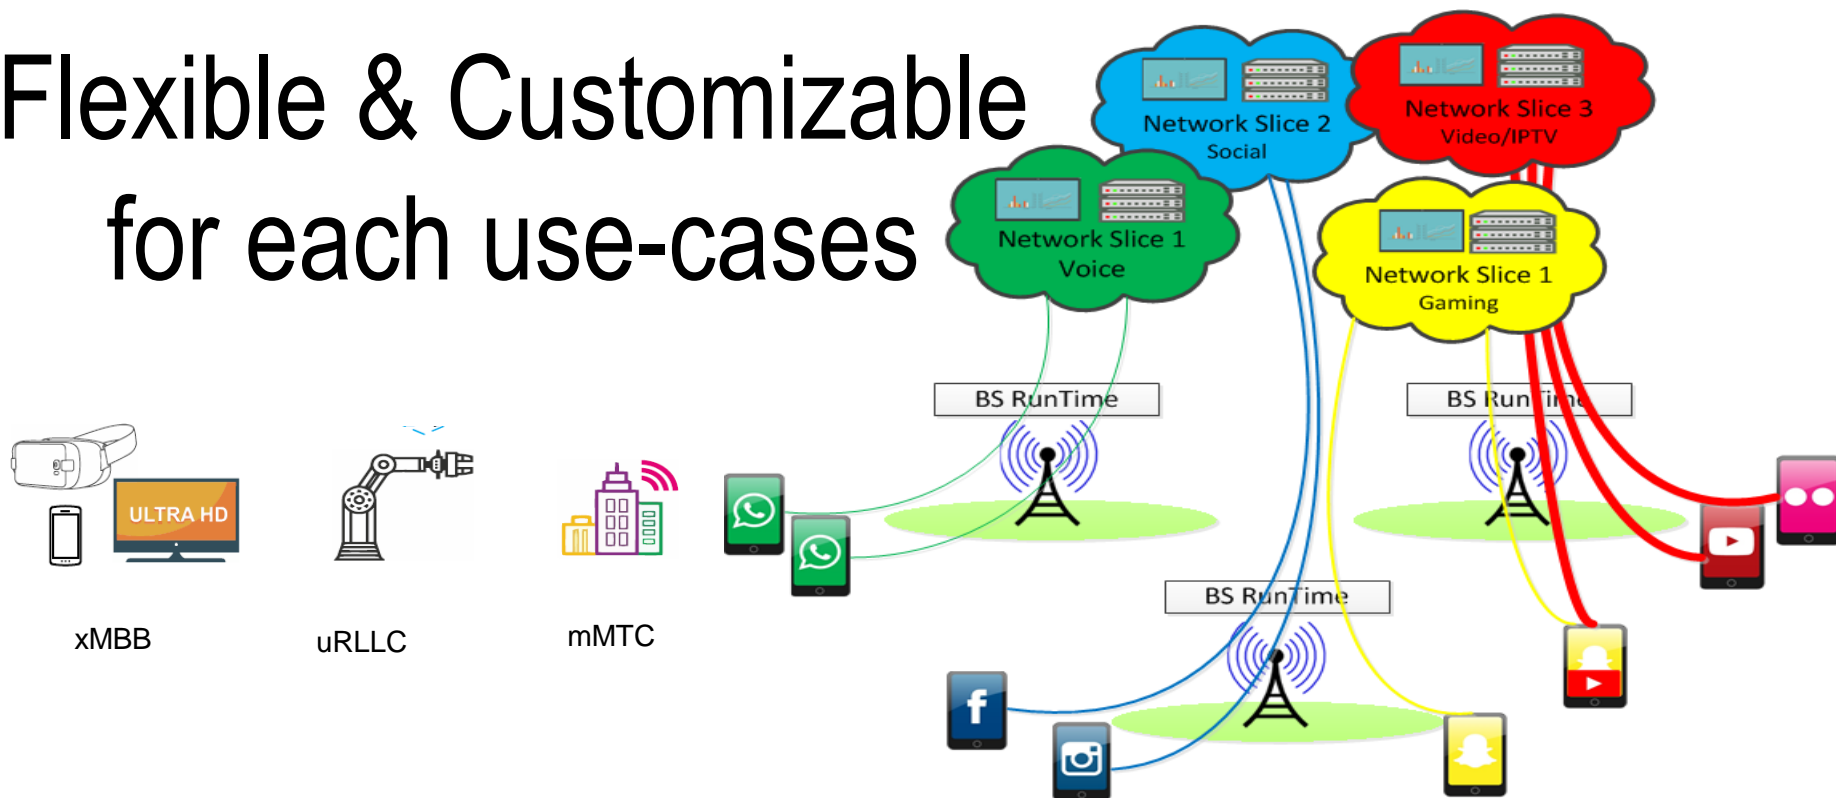 Flexible & Customizable
for each use-cases
Network Slice 2
Social
Network Slice 3
Video/IPTV
Network Slice 1
Voice
Network Slice 1
Gaming
BS RunTime
BS RunTime
ULTRA HD
BS RunTime
xMBB
uRLLC
mMTC
f